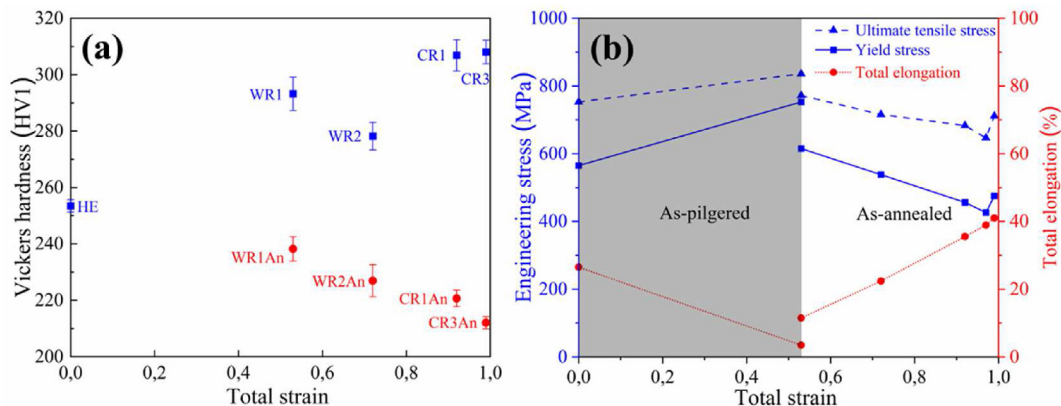 (a)
Vickers hardness (HV1)
320
300
280
260
240
220
200
0,0
0,2
0,4
0,6
0,8
1,0
Total strain
HE
WR1
WR2
CR1
CR3
WR1An
WR2An
CR1An
CR3An
(b)
Engineering stress (MPa)
1000
800
600
400
200
0
0,0
0,2
0,4
0,6
0,8
1,0
Total strain
Ultimate tensile stress
Yield stress
Total elongation
As-pilgered
As-annealed
100
80
60
40
20
0
Total elongation (%)